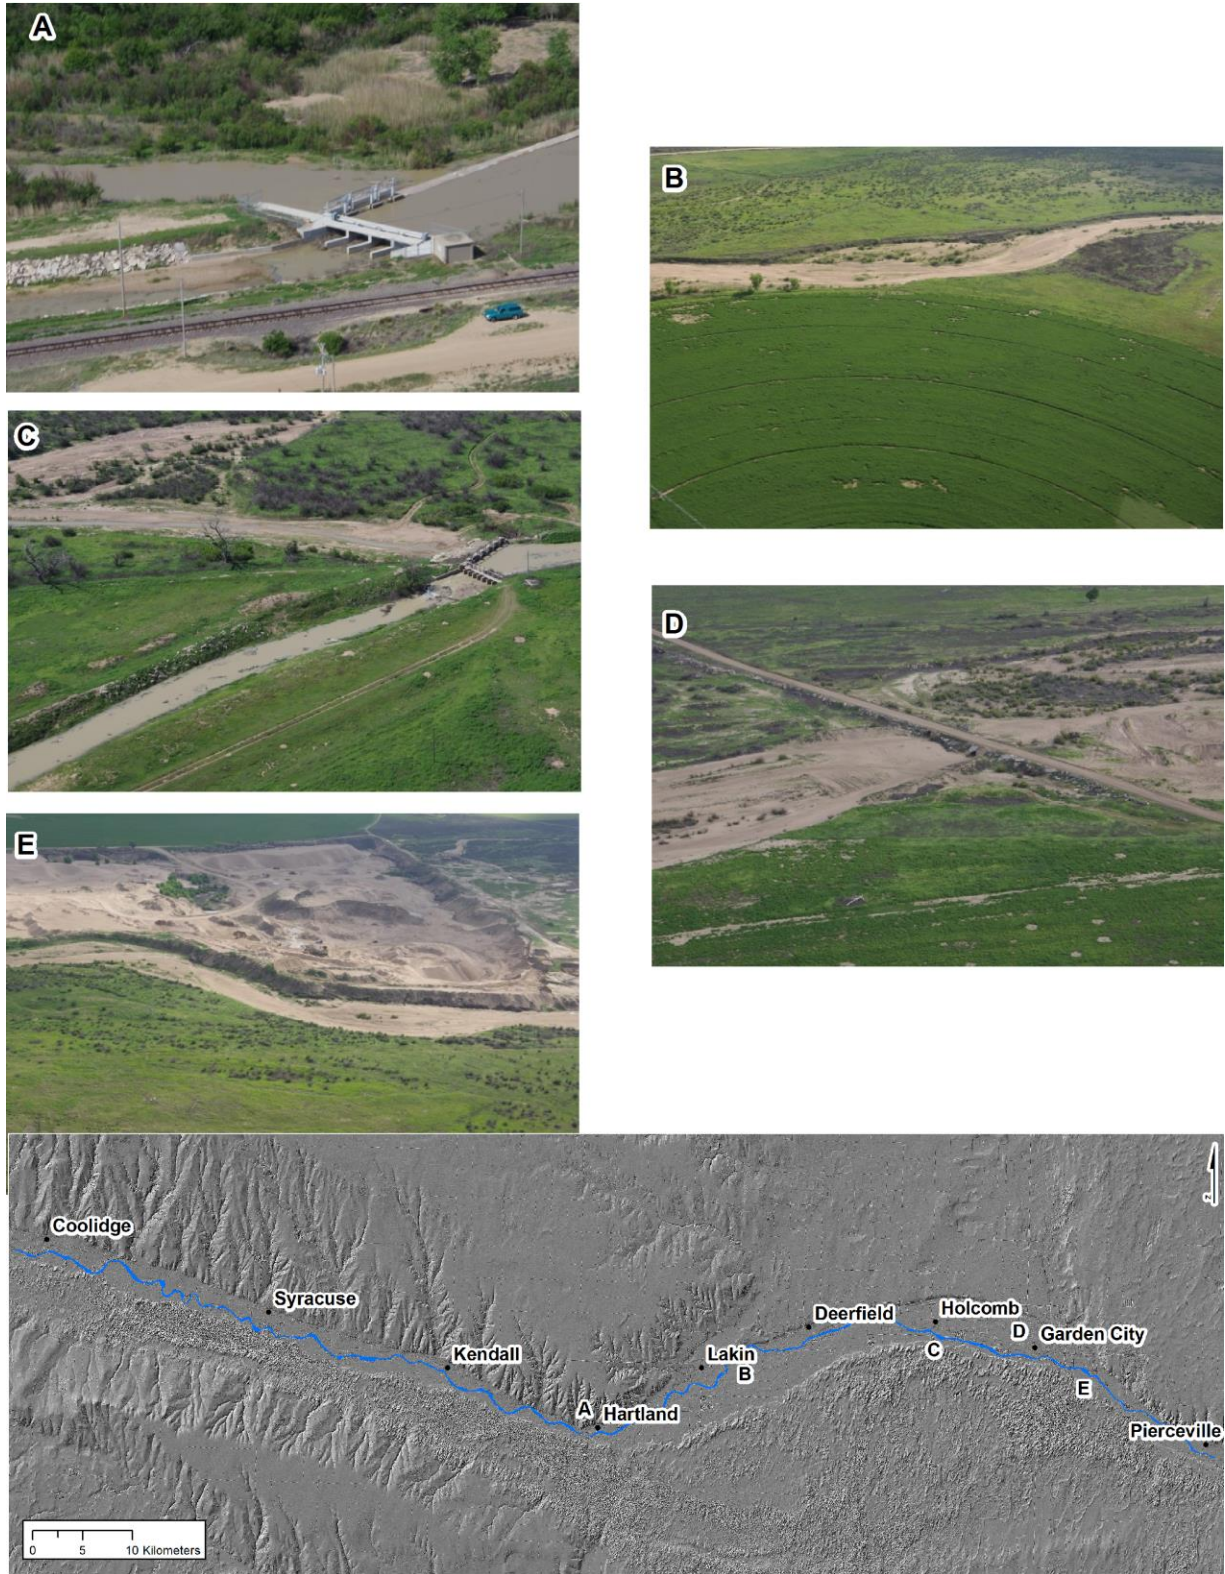 A
B
C
D
E
N
Coolidge
Syracuse
Kendall
A
Hartland
Lakin
B
Deerfield
Holcomb
C
D
Garden City
E
Pierceville
0 5 10 Kilometers